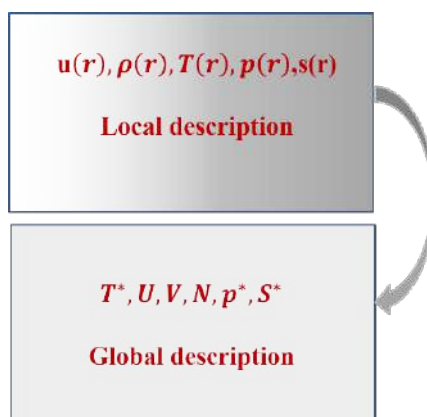 u(r), ρ(r), T(r), p(r),s(r)
Local description
T*, U, V, N, p*, S*
Global description